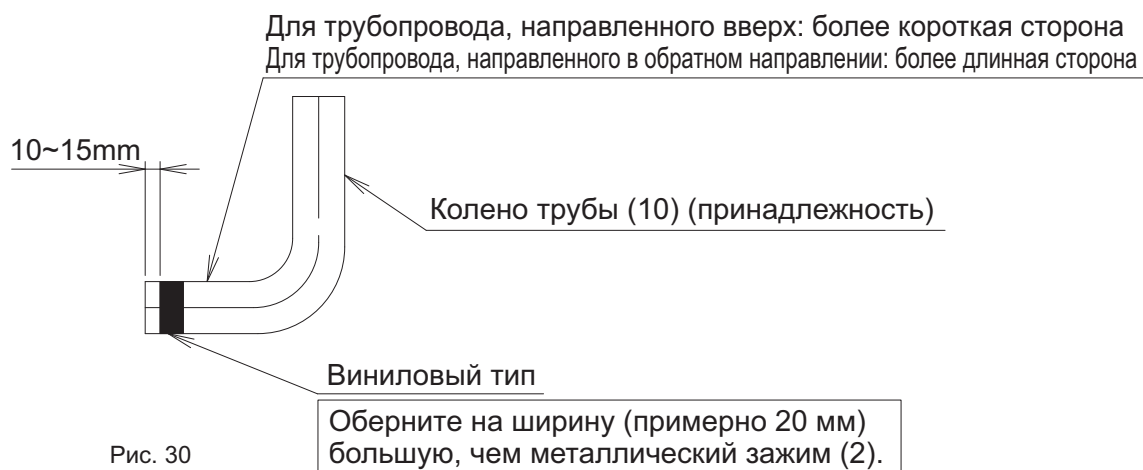 Для трубопровода, направленного вверх: более короткая сторона
Для трубопровода, направленного в обратном направлении: более длинная сторона
10~15mm
Колено трубы (10) (принадлежность)
Виниловый тип
Оберните на ширину (примерно 20 мм)
большую, чем металлический зажим (2).
Рис. 30